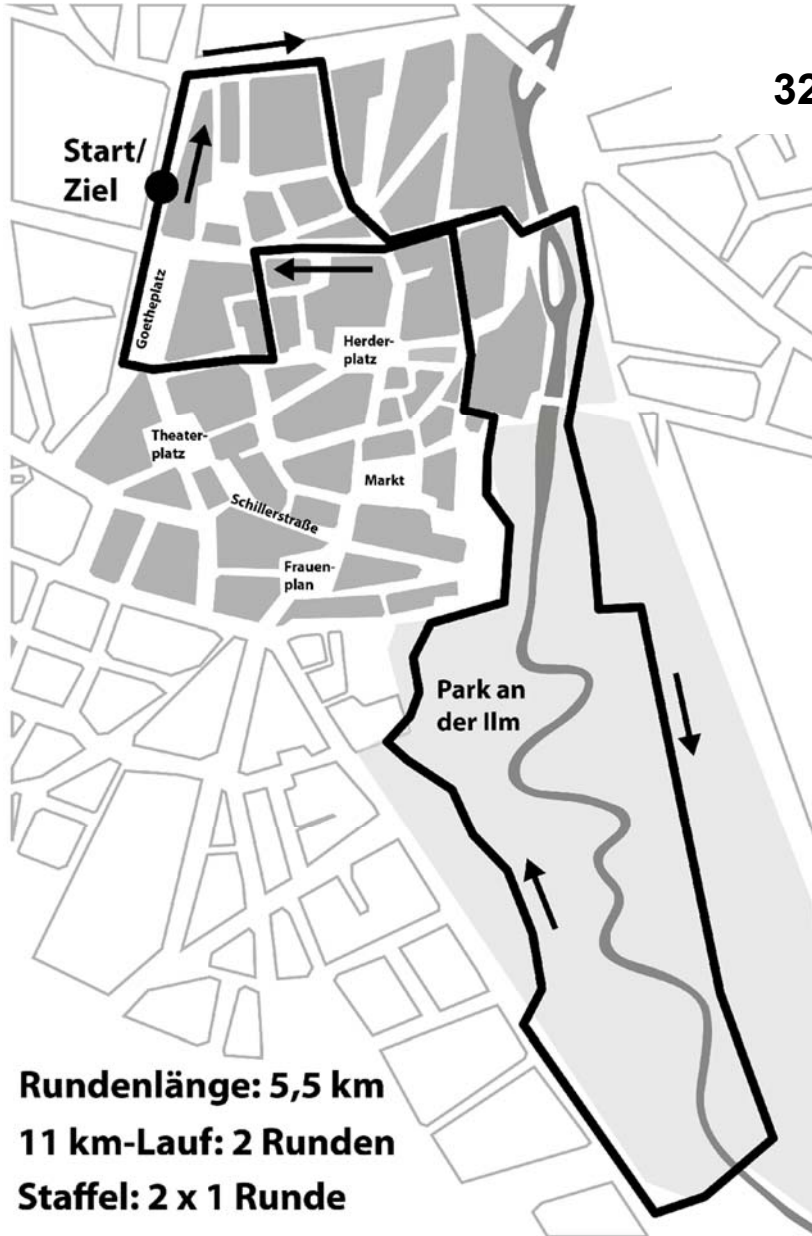 32
Start/
Ziel
Goetheplatz
Herder-
platz
Theater-
platz
Markt
Schillerstraße
Frauen-
plan
Park an
der Ilm
Rundenlänge: 5,5 km
11 km-Lauf: 2 Runden
Staffel: 2 x 1 Runde